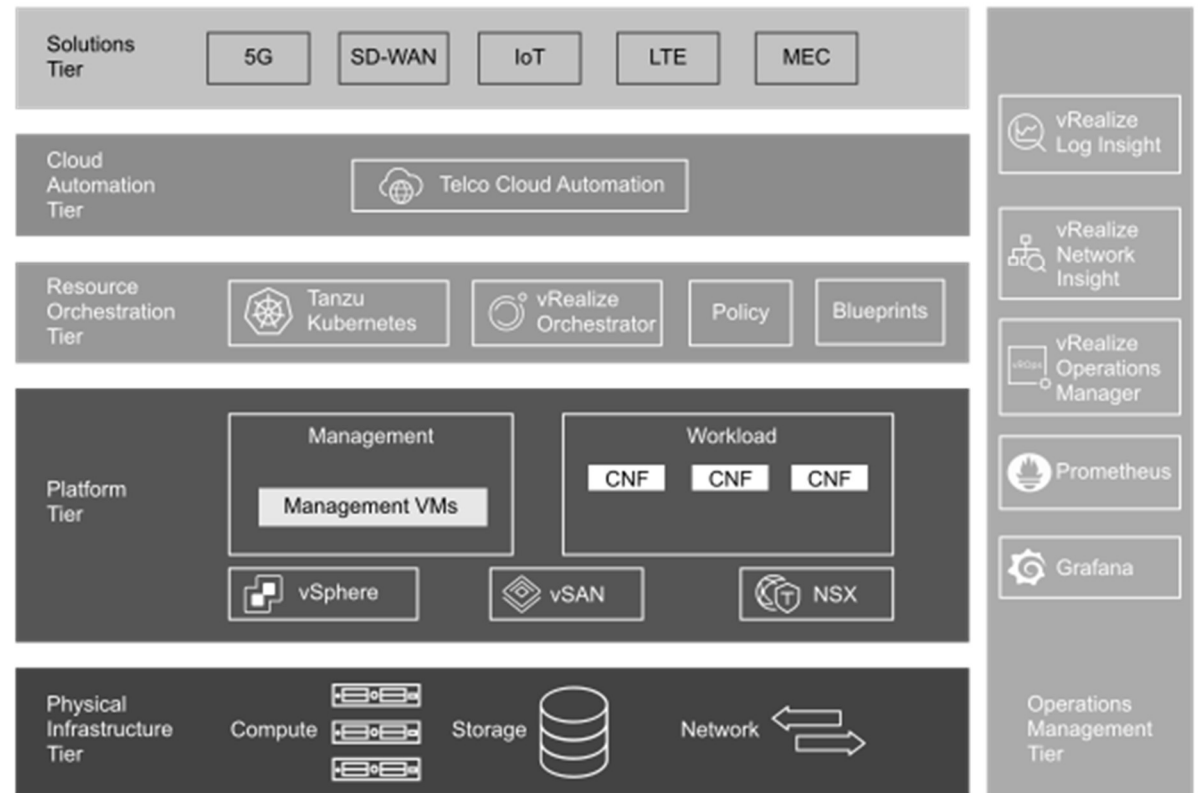 Solutions
Tier
5G
SD-WAN
IoT
LTE
MEC
Cloud
Automation
Tier
Telco Cloud Automation
Resource
Orchestration
Tier
Tanzu
Kubernetes
vRealize
Orchestrator
Policy
Blueprints
Platform
Tier
Management
Management VMs
Workload
CNF
CNF
CNF
vSphere
vSAN
T
NSX
Physical
Infrastructure
Tier
Compute
Storage
Network
vRealize
Log Insight
vRealize
Network
Insight
vROps
vRealize
Operations
Manager
Prometheus
Grafana
Operations
Management
Tier